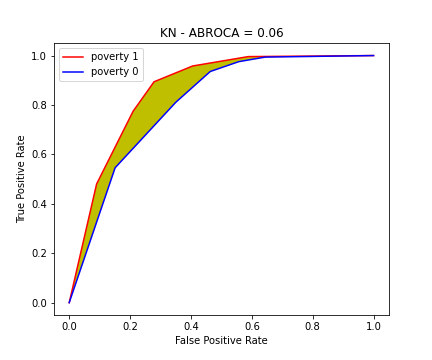 KN - ABROCA = 0.06
poverty 1
poverty 0
True Positive Rate
1.0
0.8
0.6
0.4
0.2
0.0
0.0 0.2 0.4 0.6 0.8 1.0
False Positive Rate